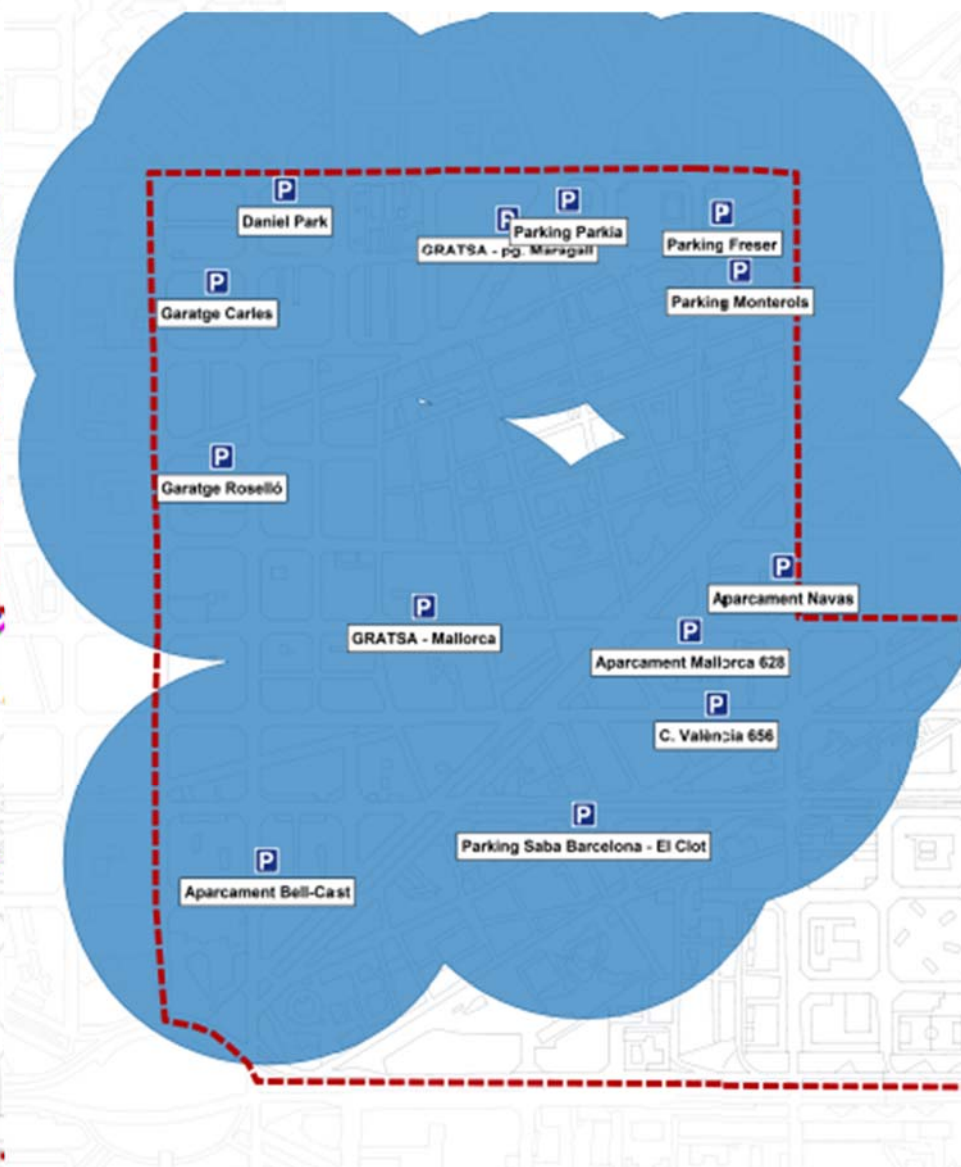 P
Daniel Park
P
Parking Parkia
P
GRATSA - pg. Maragall
P
Parking Freser
P
Parking Monterols
P
Garatge Carles
P
Garatge Roselló
P
Aparcament Navas
P
GRATSA - Mallorca
P
Aparcament Mallorca 628
P
C. València 656
P
Parking Saba Barcelona - El Clot
P
Aparcament Bell-Cast